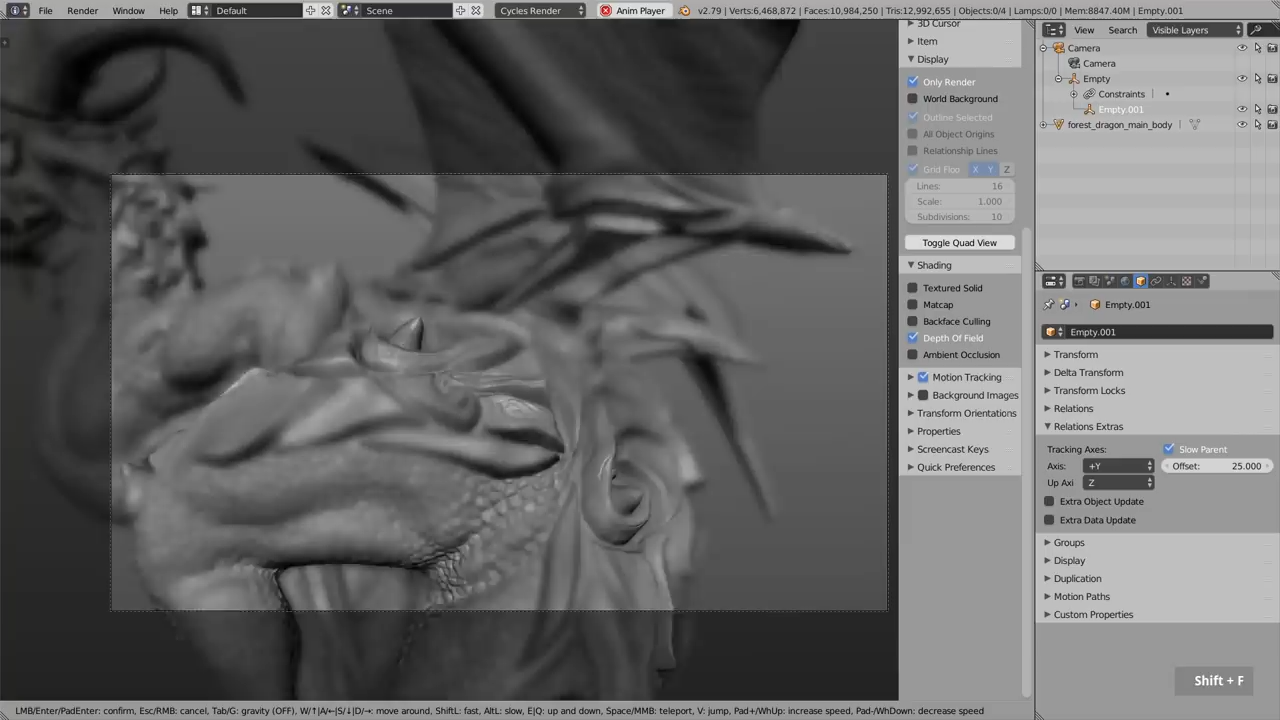 File Render Window Help Default Scene Cycles Render Anim Player v2.79 | Verts:6,468,872 | Faces:10,984,250 | Tris:12,992,655 | Objects:0/4 | Lamps:0/0 | Mem:8847.40M | Empty.001
3D Cursor
Item
Display
Only Render
World Background
Outline Selected
All Object Origins
Relationship Lines
Grid Floo X Y Z
Lines: 16
Scale: 1.000
Subdivisions: 10
Toggle Quad View
Shading
Textured Solid
Matcap
Backface Culling
Depth Of Field
Ambient Occlusion
Motion Tracking
Background Images
Transform Orientations
Properties
Screencast Keys
Quick Preferences
View Search Visible Layers
Camera
Camera
Empty
Constraints
Empty.001
forest_dragon_main_body
Empty.001
Empty.001
Transform
Delta Transform
Transform Locks
Relations
Relations Extras
Tracking Axes: Slow Parent
Axis: +Y Offset: 25.000
Up Axi Z
Extra Object Update
Extra Data Update
Groups
Display
Duplication
Motion Paths
Custom Properties
Shift + F
LMB/Enter/PadEnter: confirm, Esc/RMB: cancel, Tab/G: gravity (OFF), W/↑|A/←|S/↓|D/→: move around, ShiftL: fast, AltL: slow, E|Q: up and down, Space/MMB: teleport, V: jump, Pad+/WhUp: increase speed, Pad-/WhDown: decrease speed